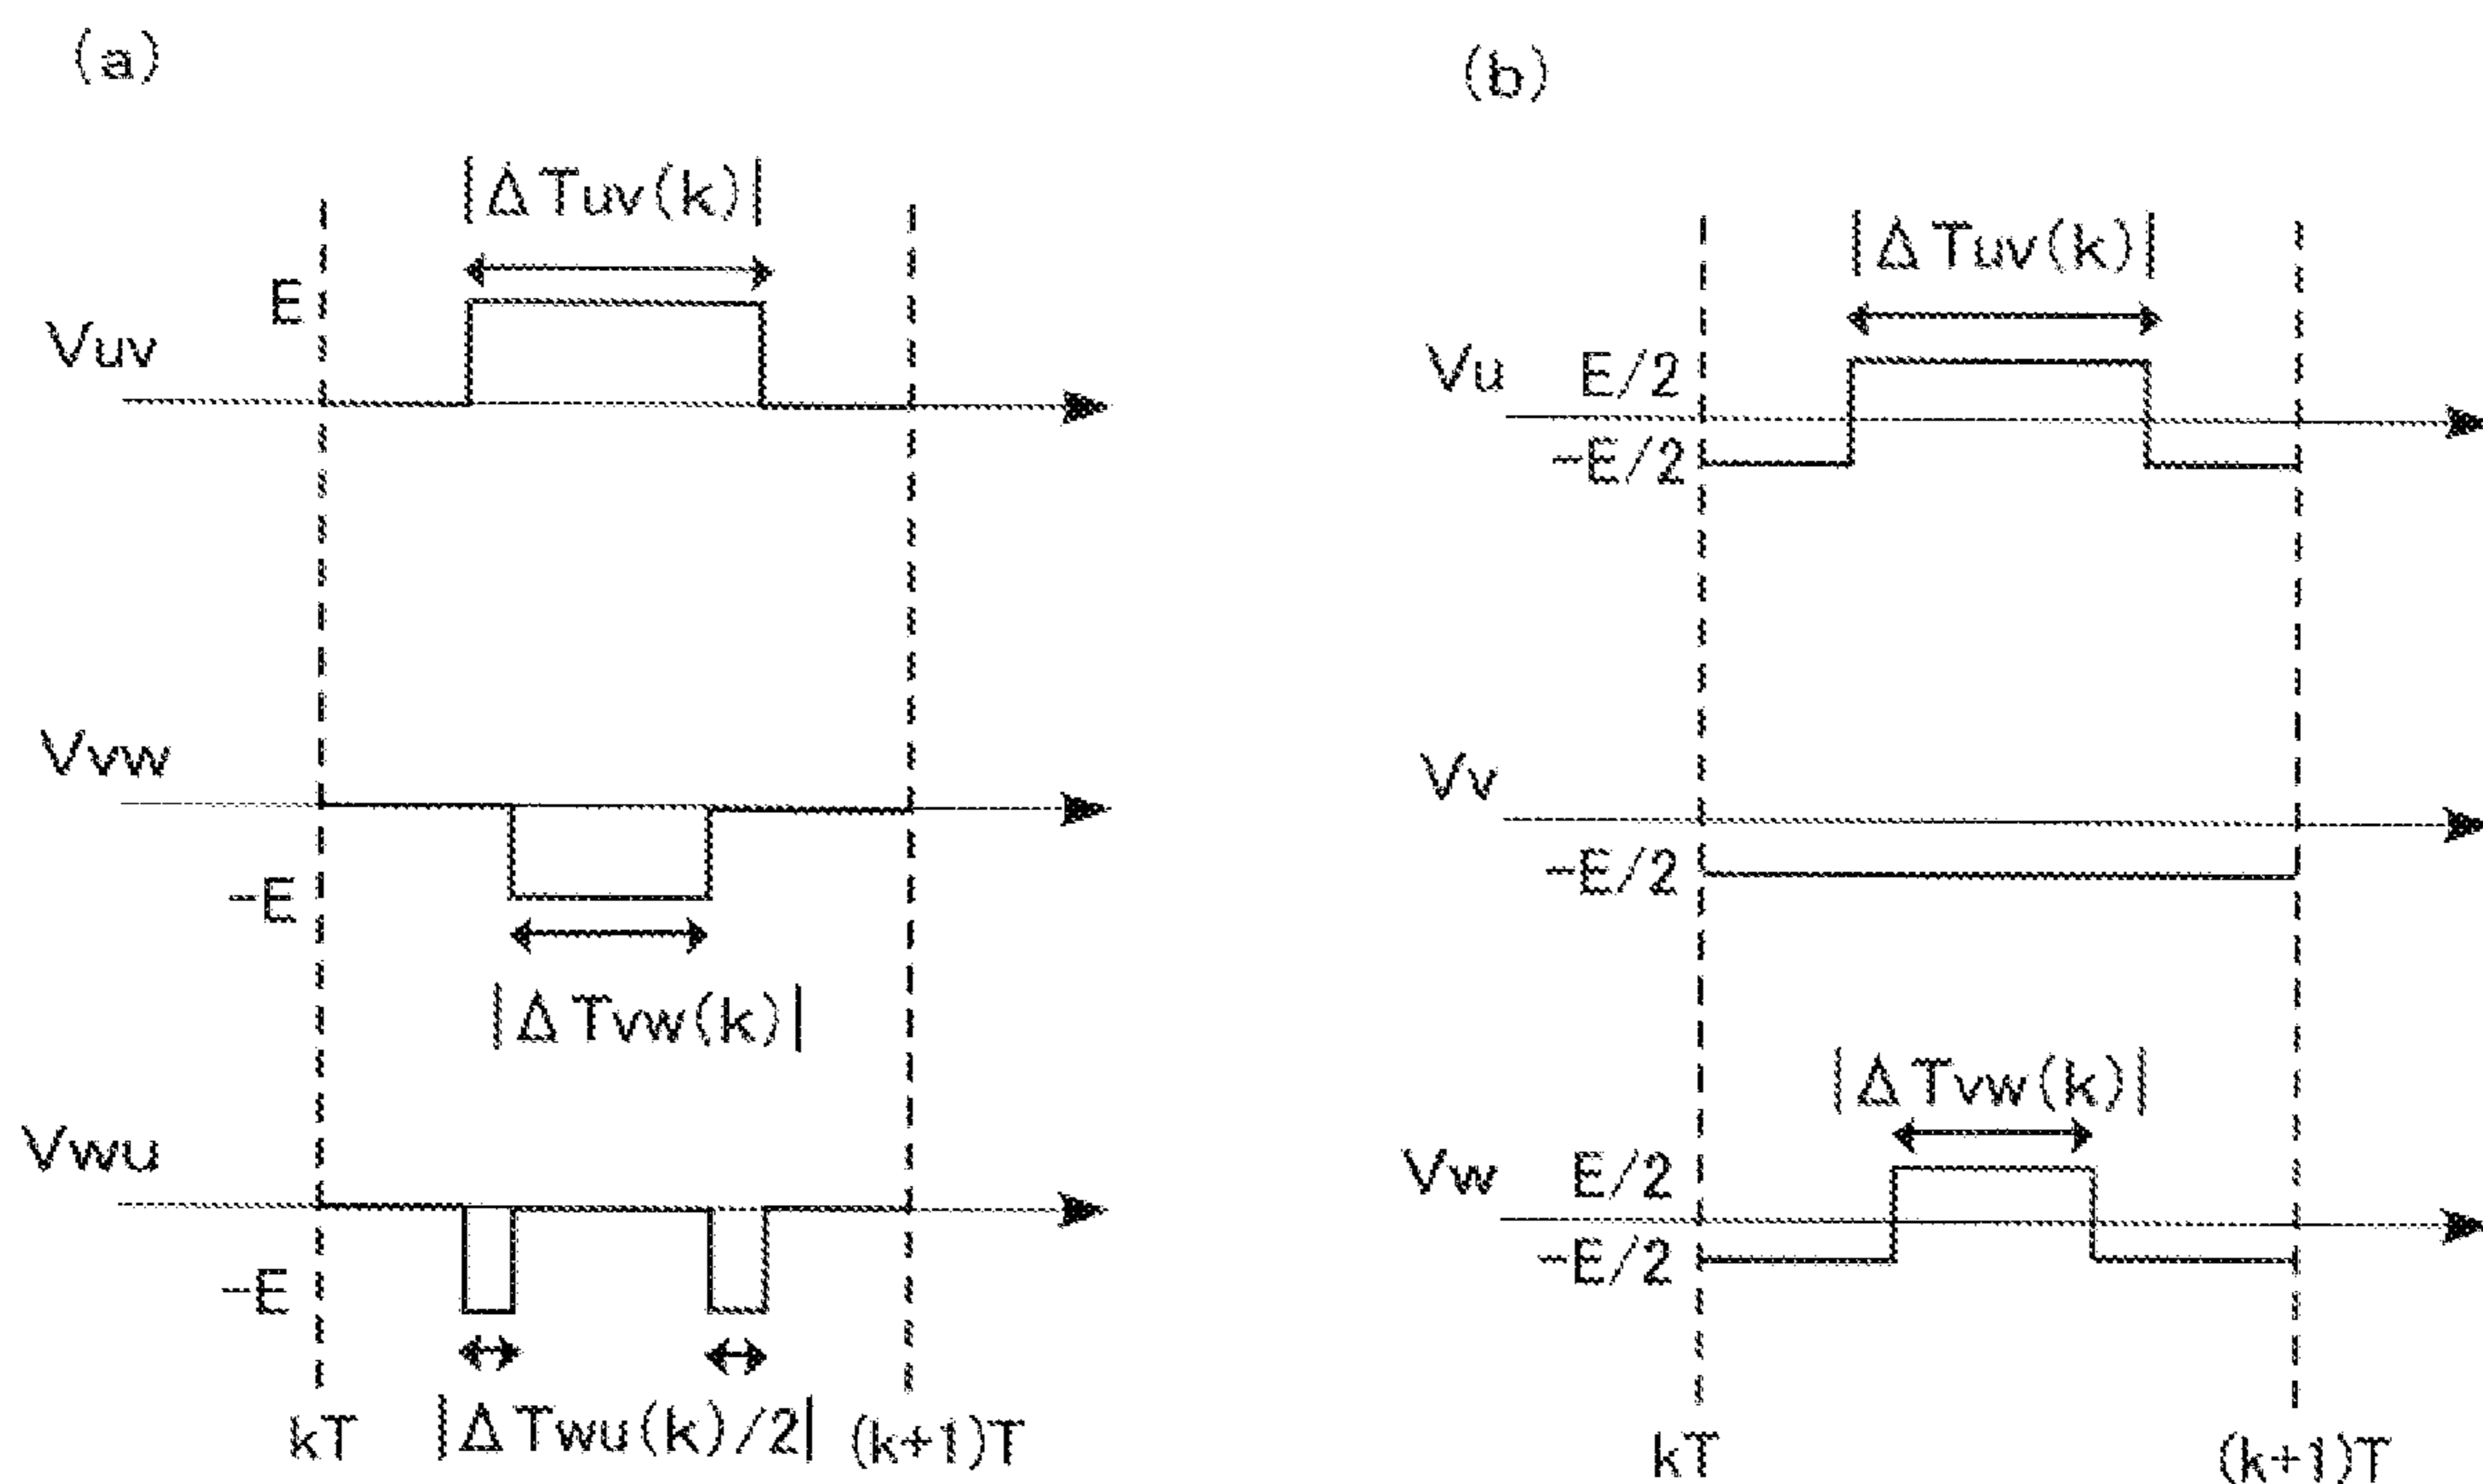 (a)
|ΔTuv(k)|
E
Vuv
Vvw
-E
|ΔTvw(k)|
Vwu
-E
|ΔTwu(k)/2|
kT
(k+1)T
(b)
|ΔTuv(k)|
Vu
E/2
-E/2
Vv
-E/2
|ΔTvw(k)|
Vw
E/2
-E/2
kT
(k+1)T